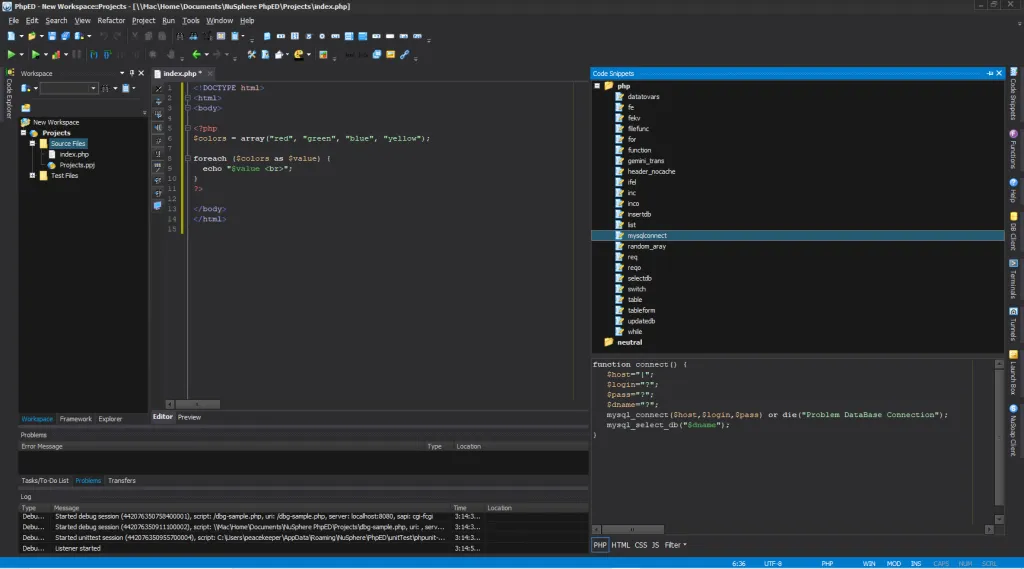 PhpED - New Workspace::Projects - [\\Mac\Home\Documents\NuSphere PhpED\Projects\index.php]
File Edit Search View Refactor Project Run Tools Window Help
Workspace
index.php *
Code Snippets
Code Explorer
New Workspace
Projects
Source Files
index.php
Projects.ppj
Test Files
1 <!DOCTYPE html>
2 <html>
3 <body>
4
5 <?php
6 $colors = array("red", "green", "blue", "yellow");
7
8 foreach ($colors as $value) {
9 echo "$value <br>";
10 }
11 ?>
12
13 </body>
14 </html>
15
php
datatovars
fe
fekv
filefunc
for
function
gemini_trans
header_nocache
ifel
inc
inco
insertdb
list
mysqlconnect
random_aray
req
reqo
selectdb
switch
table
tableform
updatedb
while
neutral
Code Snippets
Functions
Help
DB Client
Terminals
Tunnels
Launch Box
NuSoap Client
function connect() {
$host="|";
$login="?";
$pass="?";
$dname="?";
mysql_connect($host,$login,$pass) or die("Problem DataBase Connection");
mysql_select_db("$dname");
}
PHP HTML CSS JS Filter
Workspace Framework Explorer
Editor Preview
Problems
Error Message Type Location
Tasks/To-Do List Problems Transfers
Log
Type Message Time Location
Debu... Started debug session (442076350758400001), script: /dbg-sample.php, uri: /dbg-sample.php, server: localhost:8080, sapi: cgi-fcgi 3:14:3...
Debu... Started debug session (442076350911100002), script: \\Mac\Home\Documents\NuSphere PhpED\Projects\dbg-sample.php, uri: , serv... 3:14:3...
Debu... Started unittest session (442076350955700004), script: C:\Users\peacekeeper\AppData\Roaming\NuSphere\PhpED\unitTest\phpunit-... 3:14:3...
Debu... Listener started 3:14:5...
6:36 UTF-8 PHP WIN MOD INS CAPS NUM SCRL